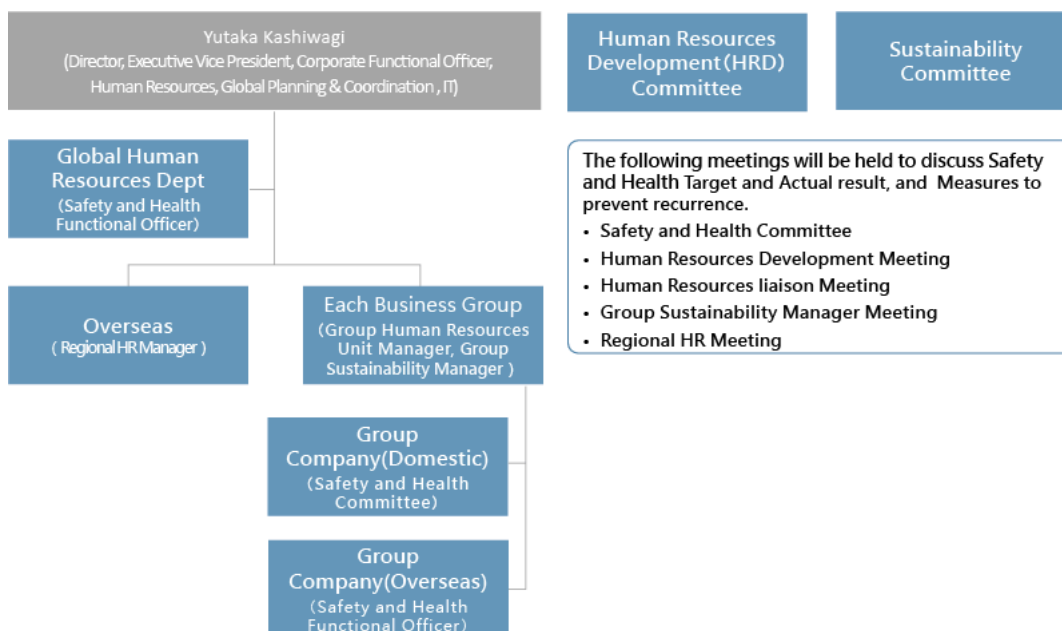 Yutaka Kashiwagi
(Director, Executive Vice President, Corporate Functional Officer,
Human Resources, Global Planning & Coordination , IT)
Human Resources
Development(HRD)
Committee
Sustainability
Committee
Global Human
Resources Dept
(Safety and Health
Functional Officer)
The following meetings will be held to discuss Safety
and Health Target and Actual result, and Measures to
prevent recurrence.
• Safety and Health Committee
• Human Resources Development Meeting
• Human Resources liaison Meeting
• Group Sustainability Manager Meeting
• Regional HR Meeting
Overseas
( Regional HR Manager )
Each Business Group
(Group Human Resources
Unit Manager, Group
Sustainability Manager )
Group
Company(Domestic)
(Safety and Health
Committee)
Group
Company(Overseas)
(Safety and Health
Functional Officer)